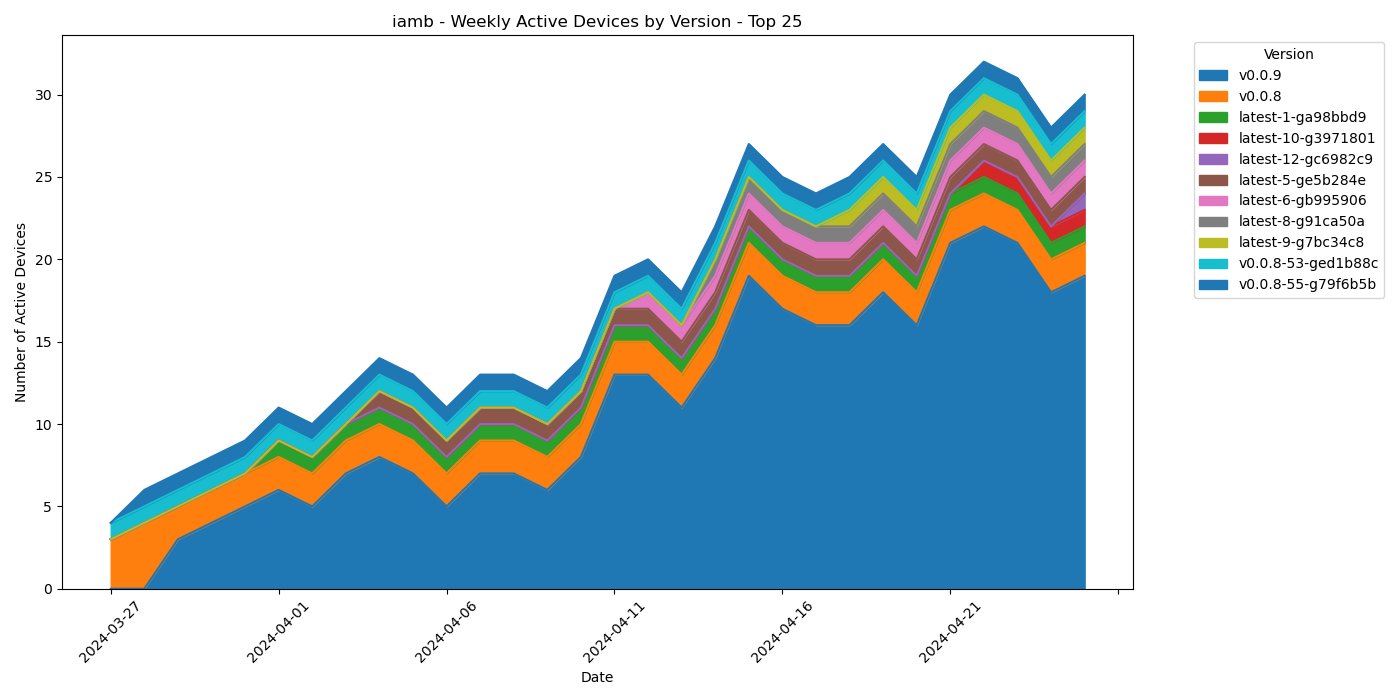 iamb - Weekly Active Devices by Version - Top 25
Number of Active Devices
30
25
20
15
10
5
0
2024-03-27
2024-04-01
2024-04-06
2024-04-11
2024-04-16
2024-04-21
Date
Version
v0.0.9
v0.0.8
latest-1-ga98bbd9
latest-10-g3971801
latest-12-gc6982c9
latest-5-ge5b284e
latest-6-gb995906
latest-8-g91ca50a
latest-9-g7bc34c8
v0.0.8-53-ged1b88c
v0.0.8-55-g79f6b5b